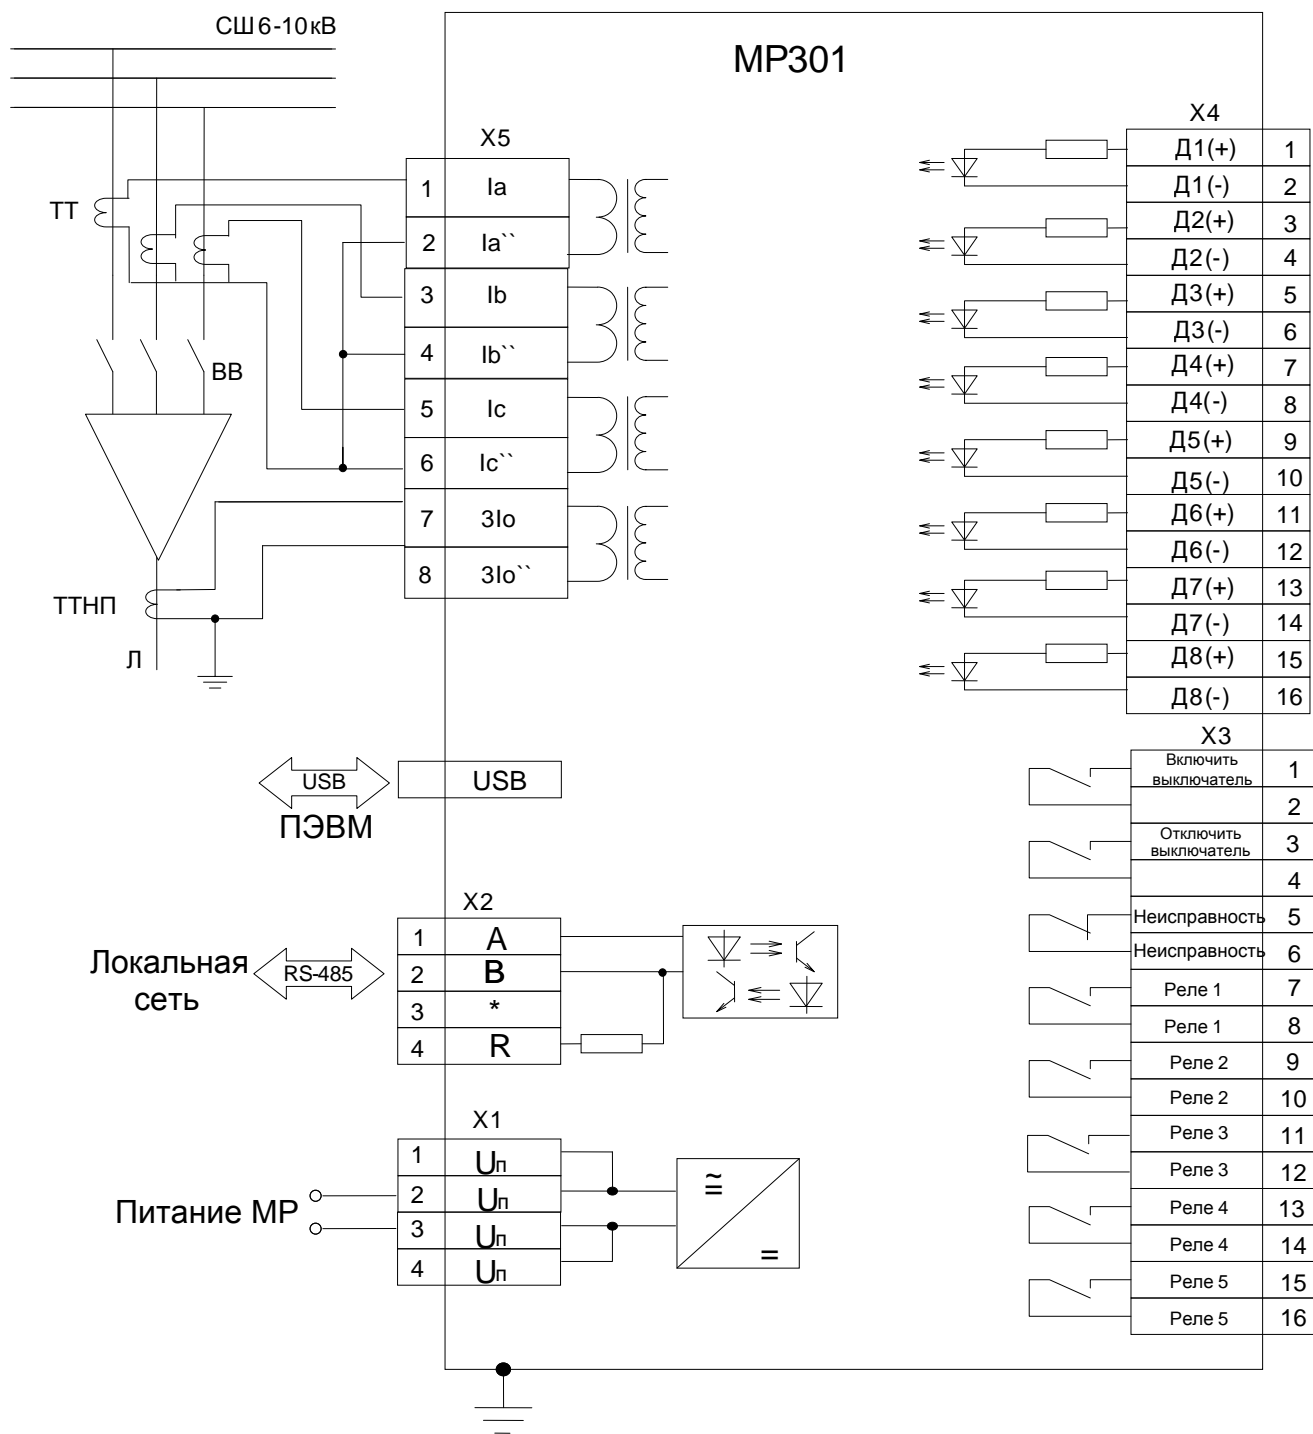 СШ 6-10кВ
МР301
X5
1 Ia
2 Ia``
3 Ib
4 Ib``
5 Ic
6 Ic``
7 3Io
8 3Io``
ТТ
ВВ
ТТНП
Л
X4
Д1(+) 1
Д1(-) 2
Д2(+) 3
Д2(-) 4
Д3(+) 5
Д3(-) 6
Д4(+) 7
Д4(-) 8
Д5(+) 9
Д5(-) 10
Д6(+) 11
Д6(-) 12
Д7(+) 13
Д7(-) 14
Д8(+) 15
Д8(-) 16
X3
Включить
выключатель 1
2
Отключить
выключатель 3
4
Неисправность 5
Неисправность 6
Реле 1 7
Реле 1 8
Реле 2 9
Реле 2 10
Реле 3 11
Реле 3 12
Реле 4 13
Реле 4 14
Реле 5 15
Реле 5 16
USB
USB
ПЭВМ
X2
1 A
2 B
3 *
4 R
Локальная
сеть
RS-485
X1
1 Uп
2 Uп
3 Uп
4 Uп
Питание МР